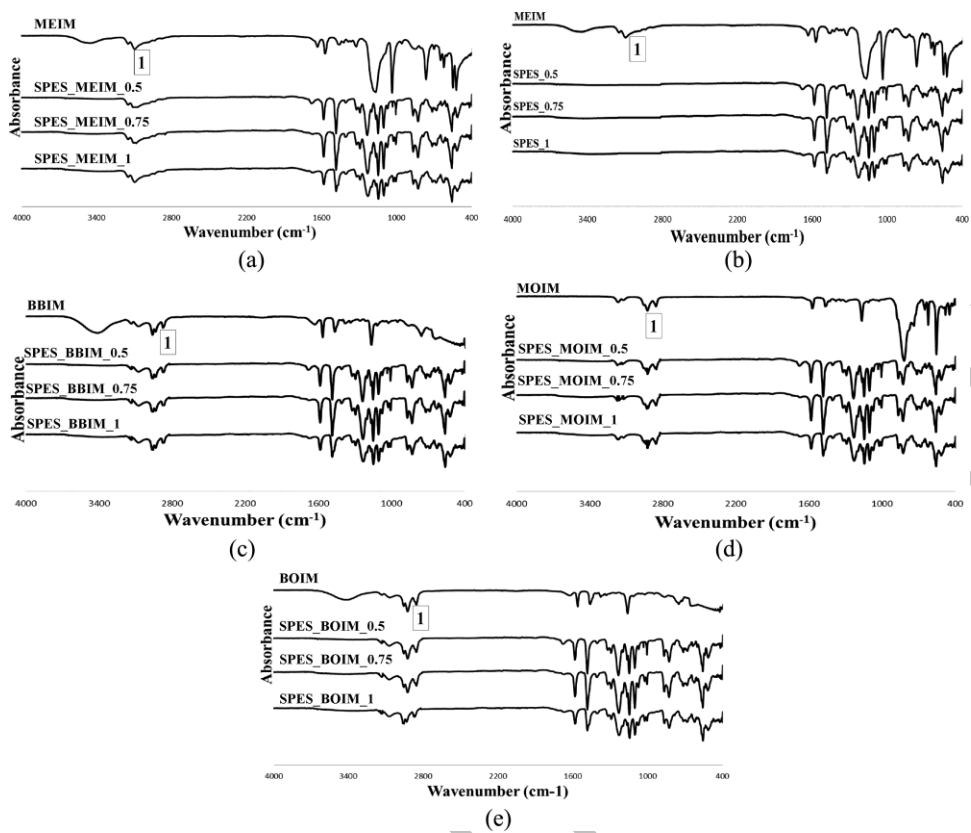 MEIM
1
SPES_MEIM_0.5
SPES_MEIM_0.75
SPES_MEIM_1
Absorbance
4000 3400 2800 2200 1600 1000 400
Wavenumber (cm-1)
(a)
MEIM
1
SPES_0.5
SPES_0.75
SPES_1
Absorbance
4000 3400 2800 2200 1600 1000 400
Wavenumber (cm-1)
(b)
BBIM
1
SPES_BBIM_0.5
SPES_BBIM_0.75
SPES_BBIM_1
Absorbance
4000 3400 2800 2200 1600 1000 400
Wavenumber (cm-1)
(c)
MOIM
1
SPES_MOIM_0.5
SPES_MOIM_0.75
SPES_MOIM_1
Absorbance
4000 3400 2800 2200 1600 1000 400
Wavenumber (cm-1)
(d)
BOIM
1
SPES_BOIM_0.5
SPES_BOIM_0.75
SPES_BOIM_1
Absorbance
4000 3400 2800 2200 1600 1000 400
Wavenumber (cm-1)
(e)